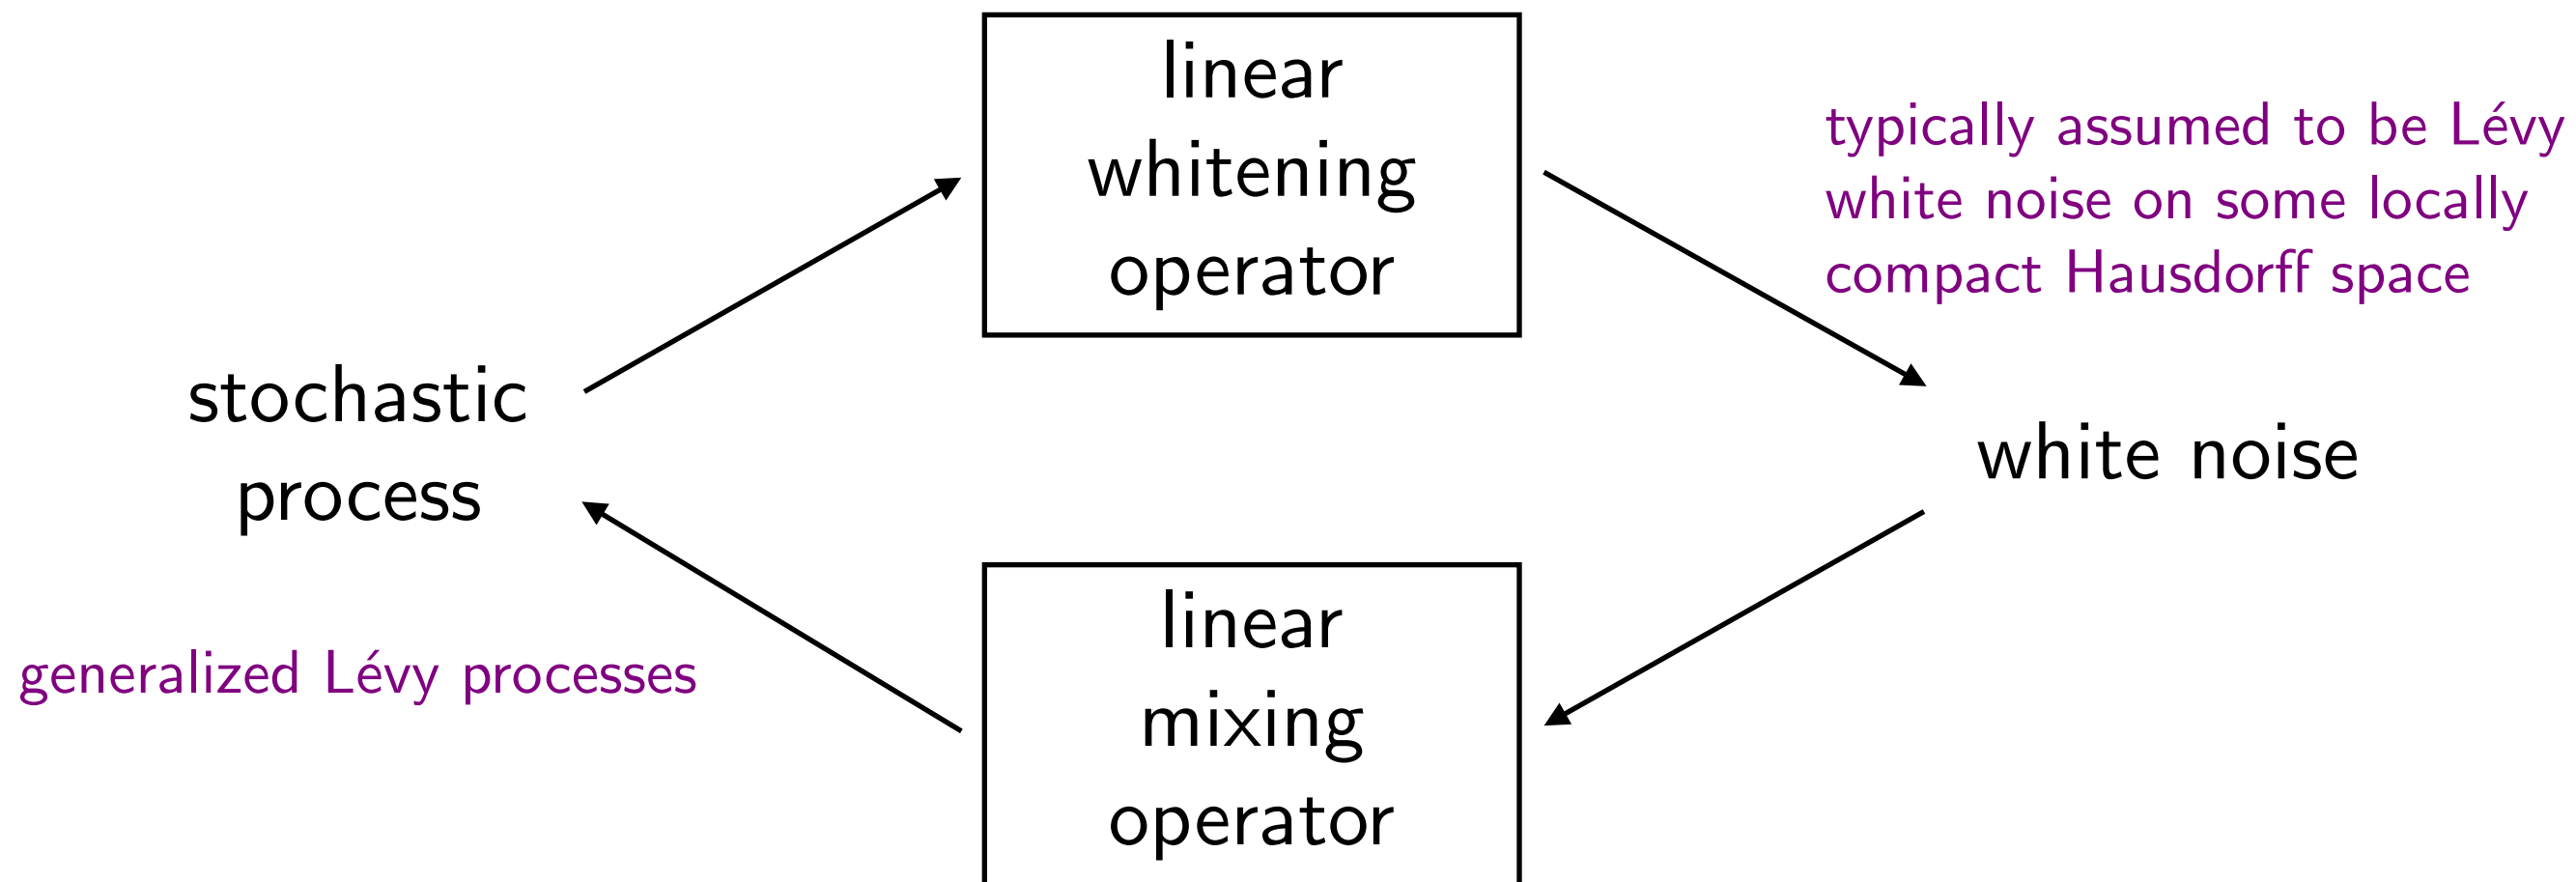 linear
whitening
operator
typically assumed to be Lévy
white noise on some locally
compact Hausdorff space
stochastic
process
white noise
generalized Lévy processes
linear
mixing
operator